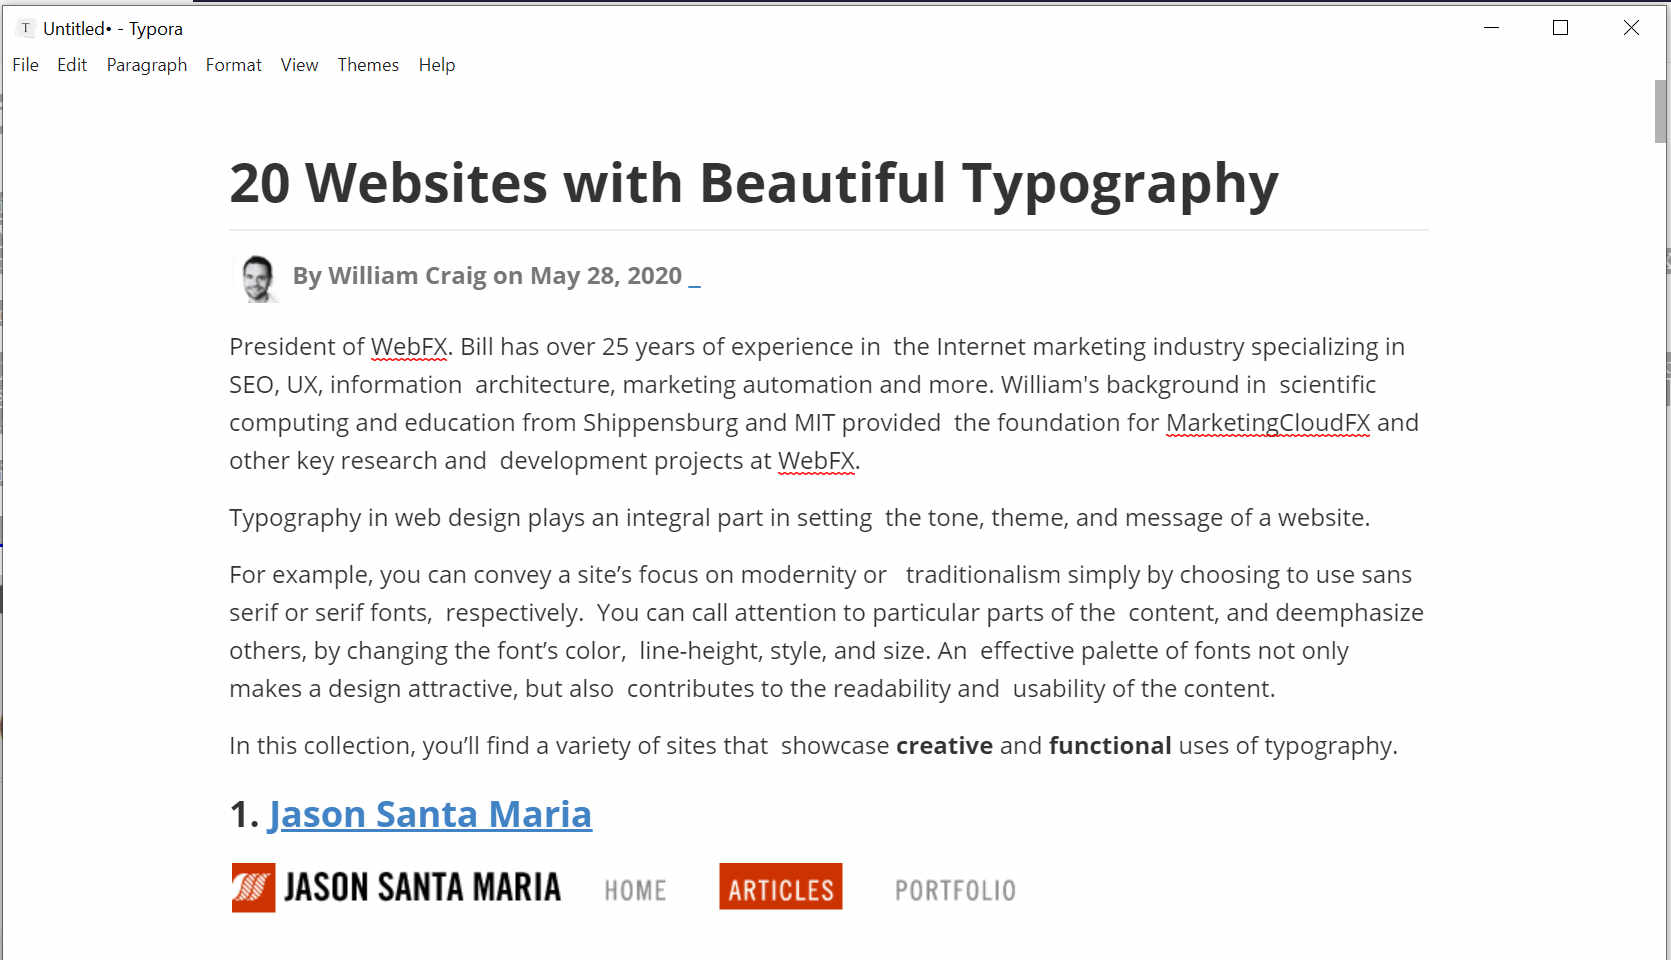 T Untitled• - Typora
File Edit Paragraph Format View Themes Help
20 Websites with Beautiful Typography
By William Craig on May 28, 2020 _
President of WebFX. Bill has over 25 years of experience in  the Internet marketing industry specializing in
SEO, UX, information  architecture, marketing automation and more. William's background in  scientific
computing and education from Shippensburg and MIT provided  the foundation for MarketingCloudFX and
other key research and  development projects at WebFX.
Typography in web design plays an integral part in setting  the tone, theme, and message of a website.
For example, you can convey a site’s focus on modernity or   traditionalism simply by choosing to use sans
serif or serif fonts,  respectively.  You can call attention to particular parts of the  content, and deemphasize
others, by changing the font’s color,  line-height, style, and size. An  effective palette of fonts not only
makes a design attractive, but also  contributes to the readability and  usability of the content.
In this collection, you’ll find a variety of sites that  showcase creative and functional uses of typography.
1. Jason Santa Maria
JASON SANTA MARIA HOME ARTICLES PORTFOLIO